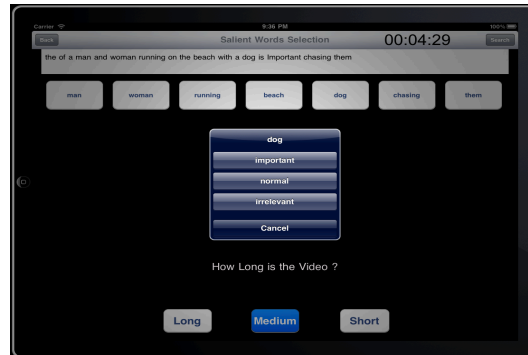 Carrier 9:36 PM 100%
Back Salient Words Selection 00:04:29 Search
the of a man and woman running on the beach with a dog is Important chasing them
man woman running beach dog chasing them
dog
important
normal
irrelevant
Cancel
How Long is the Video ?
Long Medium Short